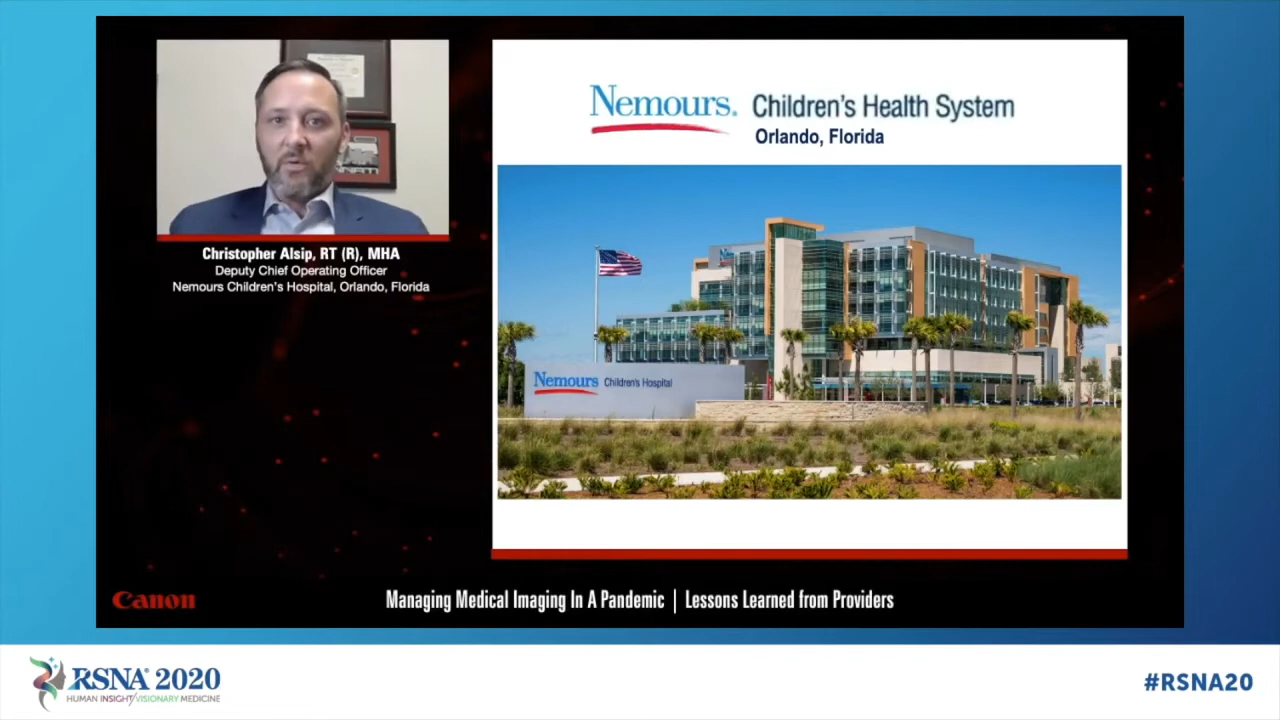 Christopher Alsip, RT (R), MHA
Deputy Chief Operating Officer
Nemours Children's Hospital, Orlando, Florida
Nemours. Children's Health System
Orlando, Florida
Nemours Children's Hospital
Canon
Managing Medical Imaging In A Pandemic | Lessons Learned from Providers
RSNA® 2020
HUMAN INSIGHT/VISIONARY MEDICINE
#RSNA20